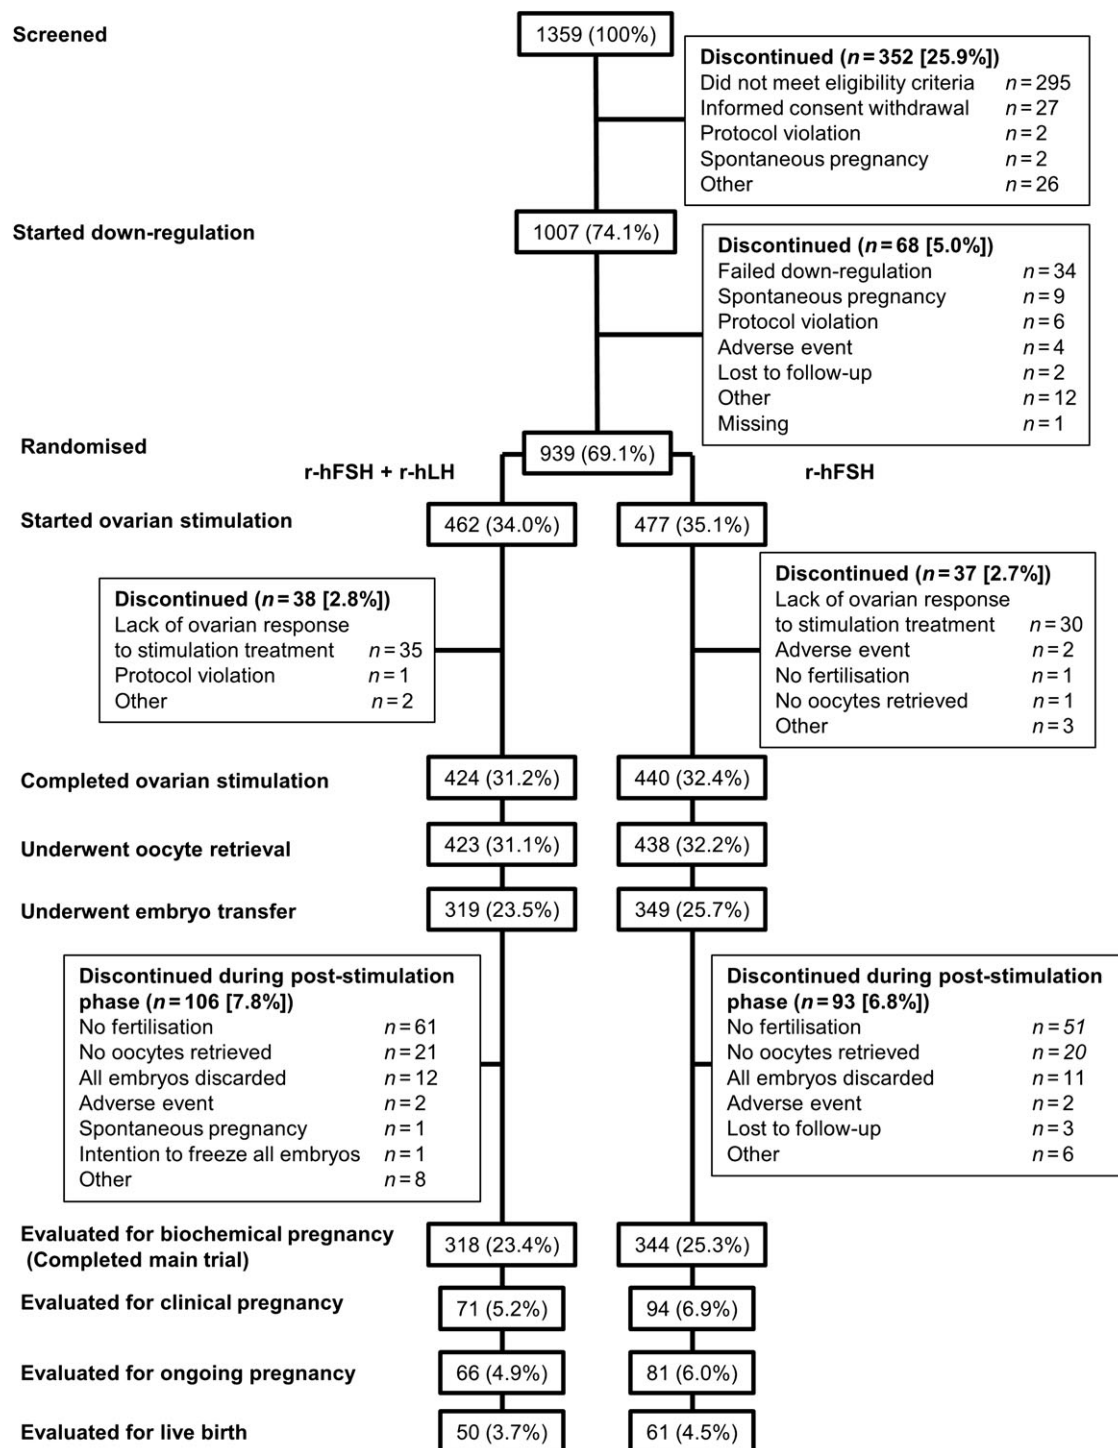 Screened
1359 (100%)
Discontinued (n = 352 [25.9%])
Did not meet eligibility criteria n = 295
Informed consent withdrawal n = 27
Protocol violation n = 2
Spontaneous pregnancy n = 2
Other n = 26
Started down-regulation
1007 (74.1%)
Discontinued (n = 68 [5.0%])
Failed down-regulation n = 34
Spontaneous pregnancy n = 9
Protocol violation n = 6
Adverse event n = 4
Lost to follow-up n = 2
Other n = 12
Missing n = 1
Randomised
939 (69.1%)
r-hFSH + r-hLH
r-hFSH
Started ovarian stimulation
462 (34.0%)
477 (35.1%)
Discontinued (n = 38 [2.8%])
Lack of ovarian response
to stimulation treatment n = 35
Protocol violation n = 1
Other n = 2
Discontinued (n = 37 [2.7%])
Lack of ovarian response
to stimulation treatment n = 30
Adverse event n = 2
No fertilisation n = 1
No oocytes retrieved n = 1
Other n = 3
Completed ovarian stimulation
424 (31.2%)
440 (32.4%)
Underwent oocyte retrieval
423 (31.1%)
438 (32.2%)
Underwent embryo transfer
319 (23.5%)
349 (25.7%)
Discontinued during post-stimulation
phase (n = 106 [7.8%])
No fertilisation n = 61
No oocytes retrieved n = 21
All embryos discarded n = 12
Adverse event n = 2
Spontaneous pregnancy n = 1
Intention to freeze all embryos n = 1
Other n = 8
Discontinued during post-stimulation
phase (n = 93 [6.8%])
No fertilisation n = 51
No oocytes retrieved n = 20
All embryos discarded n = 11
Adverse event n = 2
Lost to follow-up n = 3
Other n = 6
Evaluated for biochemical pregnancy
(Completed main trial)
318 (23.4%)
344 (25.3%)
Evaluated for clinical pregnancy
71 (5.2%)
94 (6.9%)
Evaluated for ongoing pregnancy
66 (4.9%)
81 (6.0%)
Evaluated for live birth
50 (3.7%)
61 (4.5%)